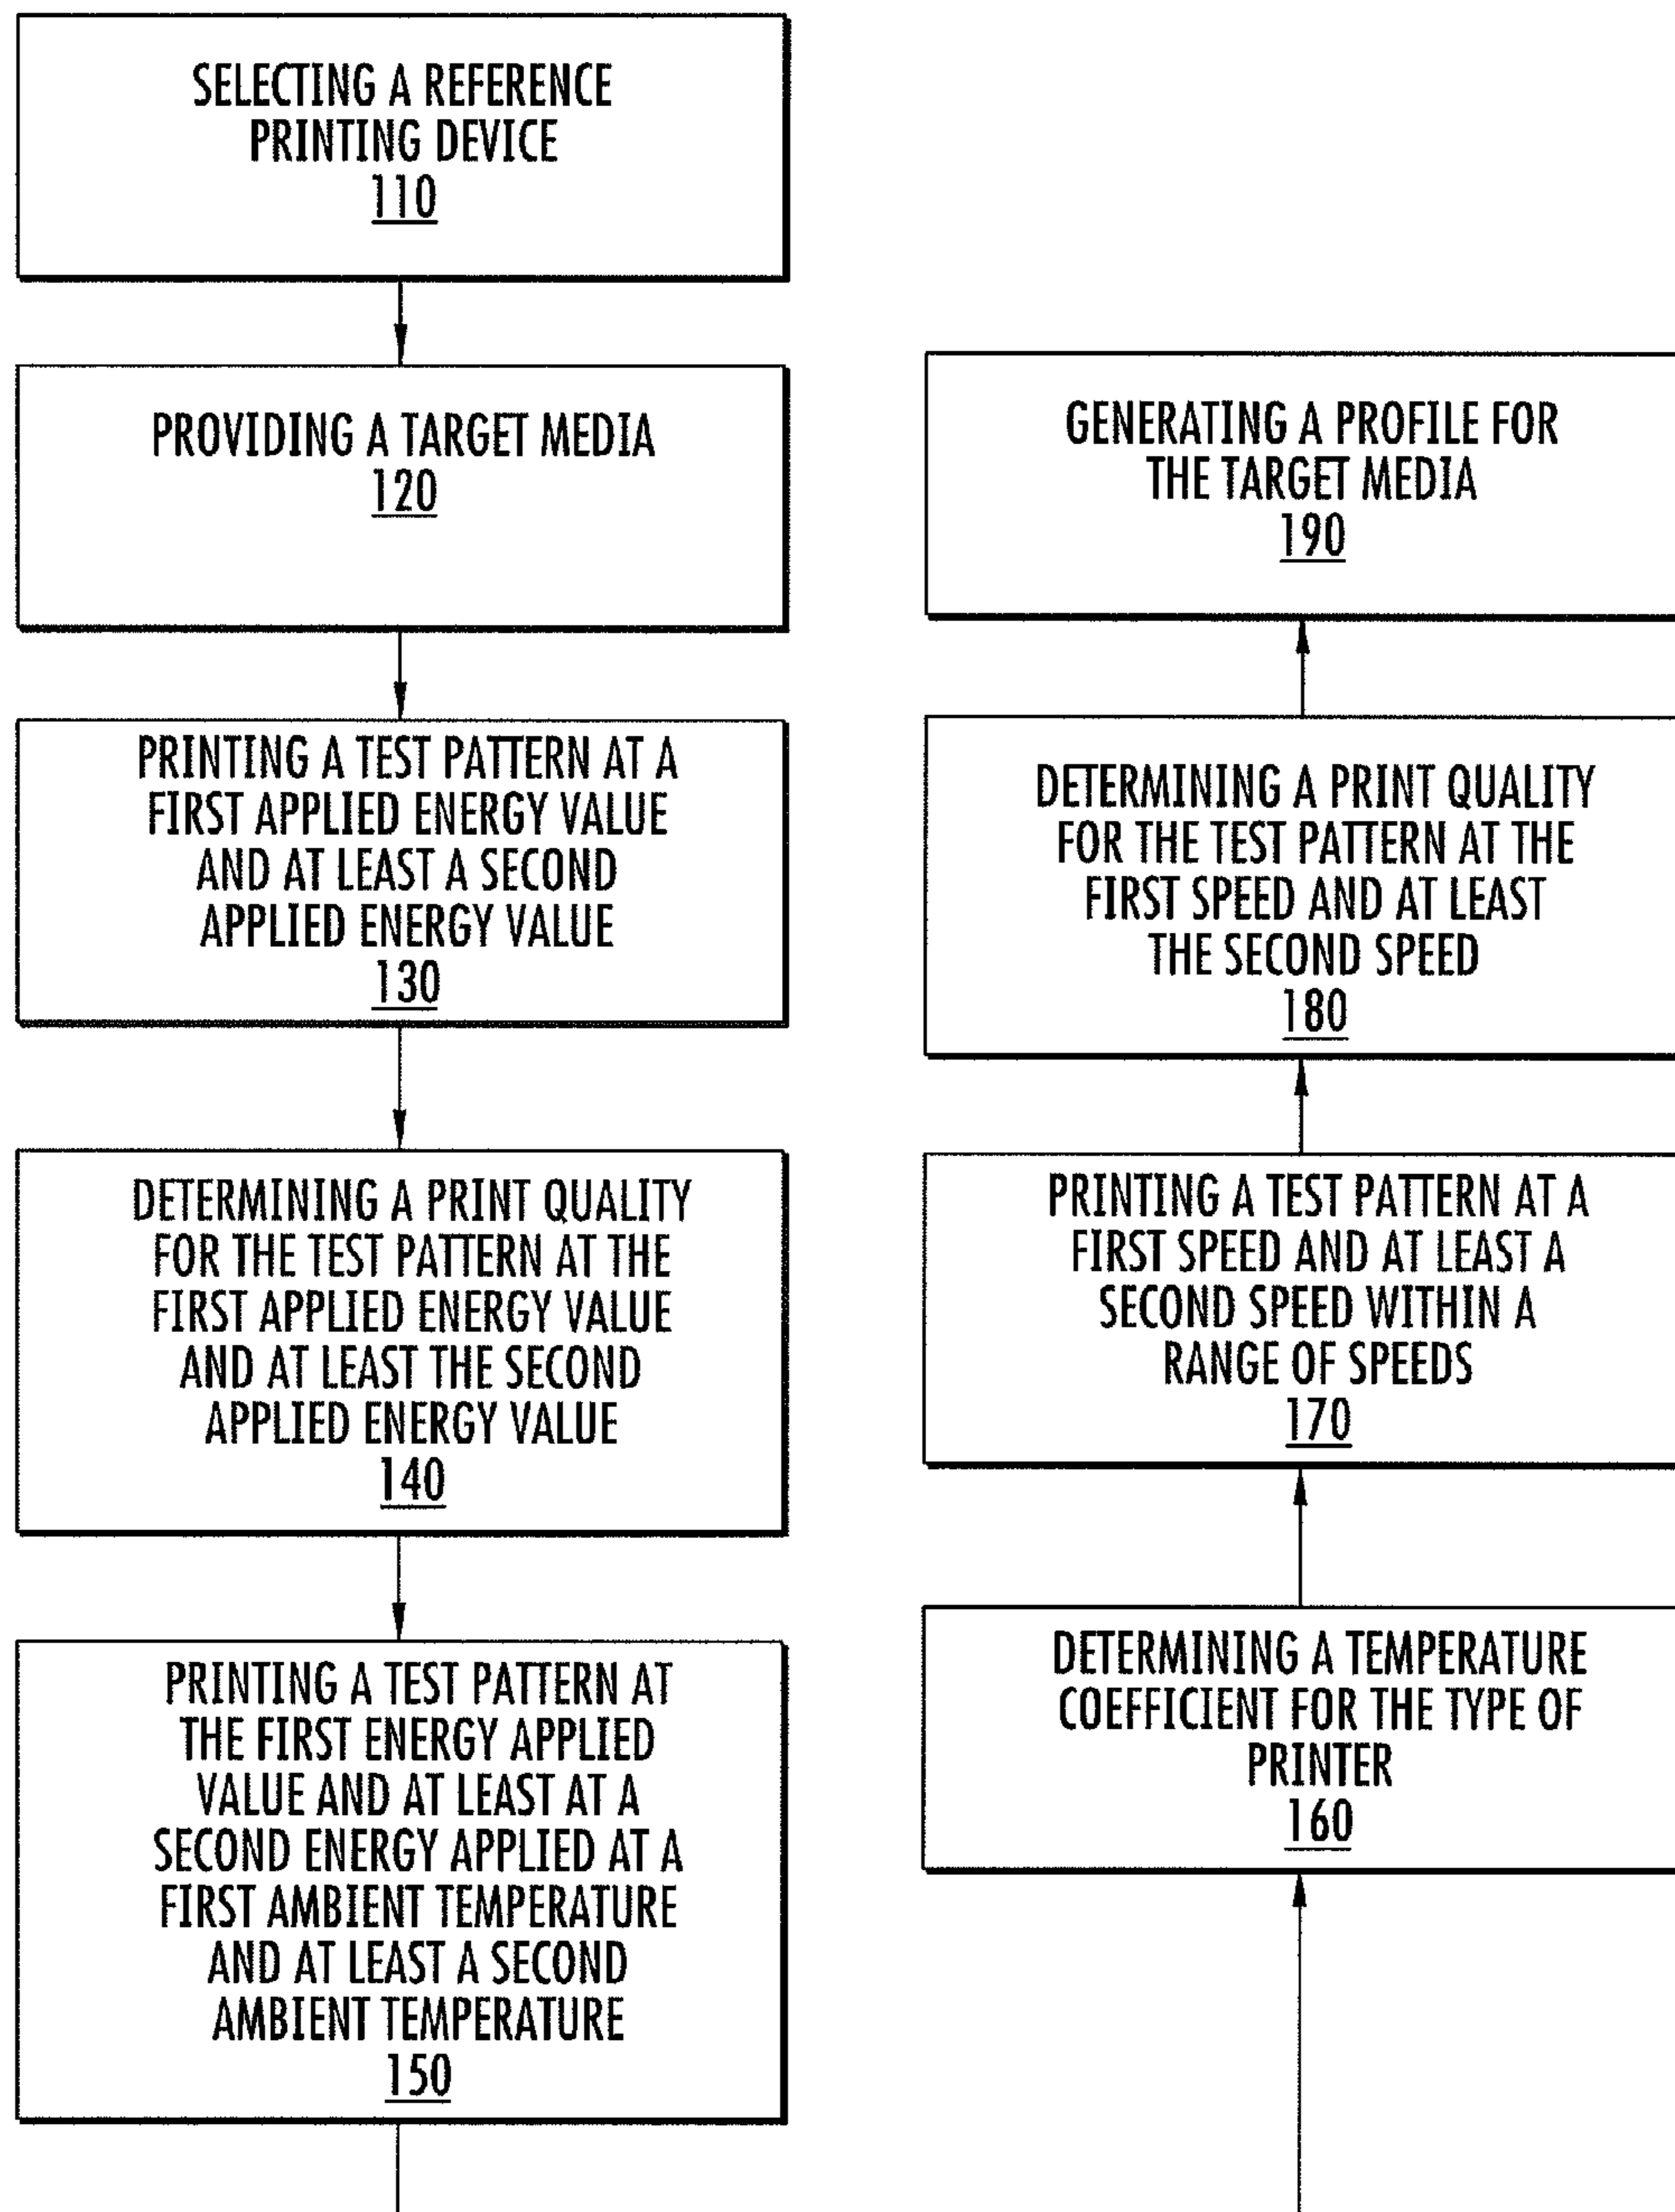 SELECTING A REFERENCE
PRINTING DEVICE
110
PROVIDING A TARGET MEDIA
120
PRINTING A TEST PATTERN AT A
FIRST APPLIED ENERGY VALUE
AND AT LEAST A SECOND
APPLIED ENERGY VALUE
130
DETERMINING A PRINT QUALITY
FOR THE TEST PATTERN AT THE
FIRST APPLIED ENERGY VALUE
AND AT LEAST THE SECOND
APPLIED ENERGY VALUE
140
PRINTING A TEST PATTERN AT
THE FIRST ENERGY APPLIED
VALUE AND AT LEAST AT A
SECOND ENERGY APPLIED AT A
FIRST AMBIENT TEMPERATURE
AND AT LEAST A SECOND
AMBIENT TEMPERATURE
150
DETERMINING A TEMPERATURE
COEFFICIENT FOR THE TYPE OF
PRINTER
160
PRINTING A TEST PATTERN AT A
FIRST SPEED AND AT LEAST A
SECOND SPEED WITHIN A
RANGE OF SPEEDS
170
DETERMINING A PRINT QUALITY
FOR THE TEST PATTERN AT THE
FIRST SPEED AND AT LEAST
THE SECOND SPEED
180
GENERATING A PROFILE FOR
THE TARGET MEDIA
190